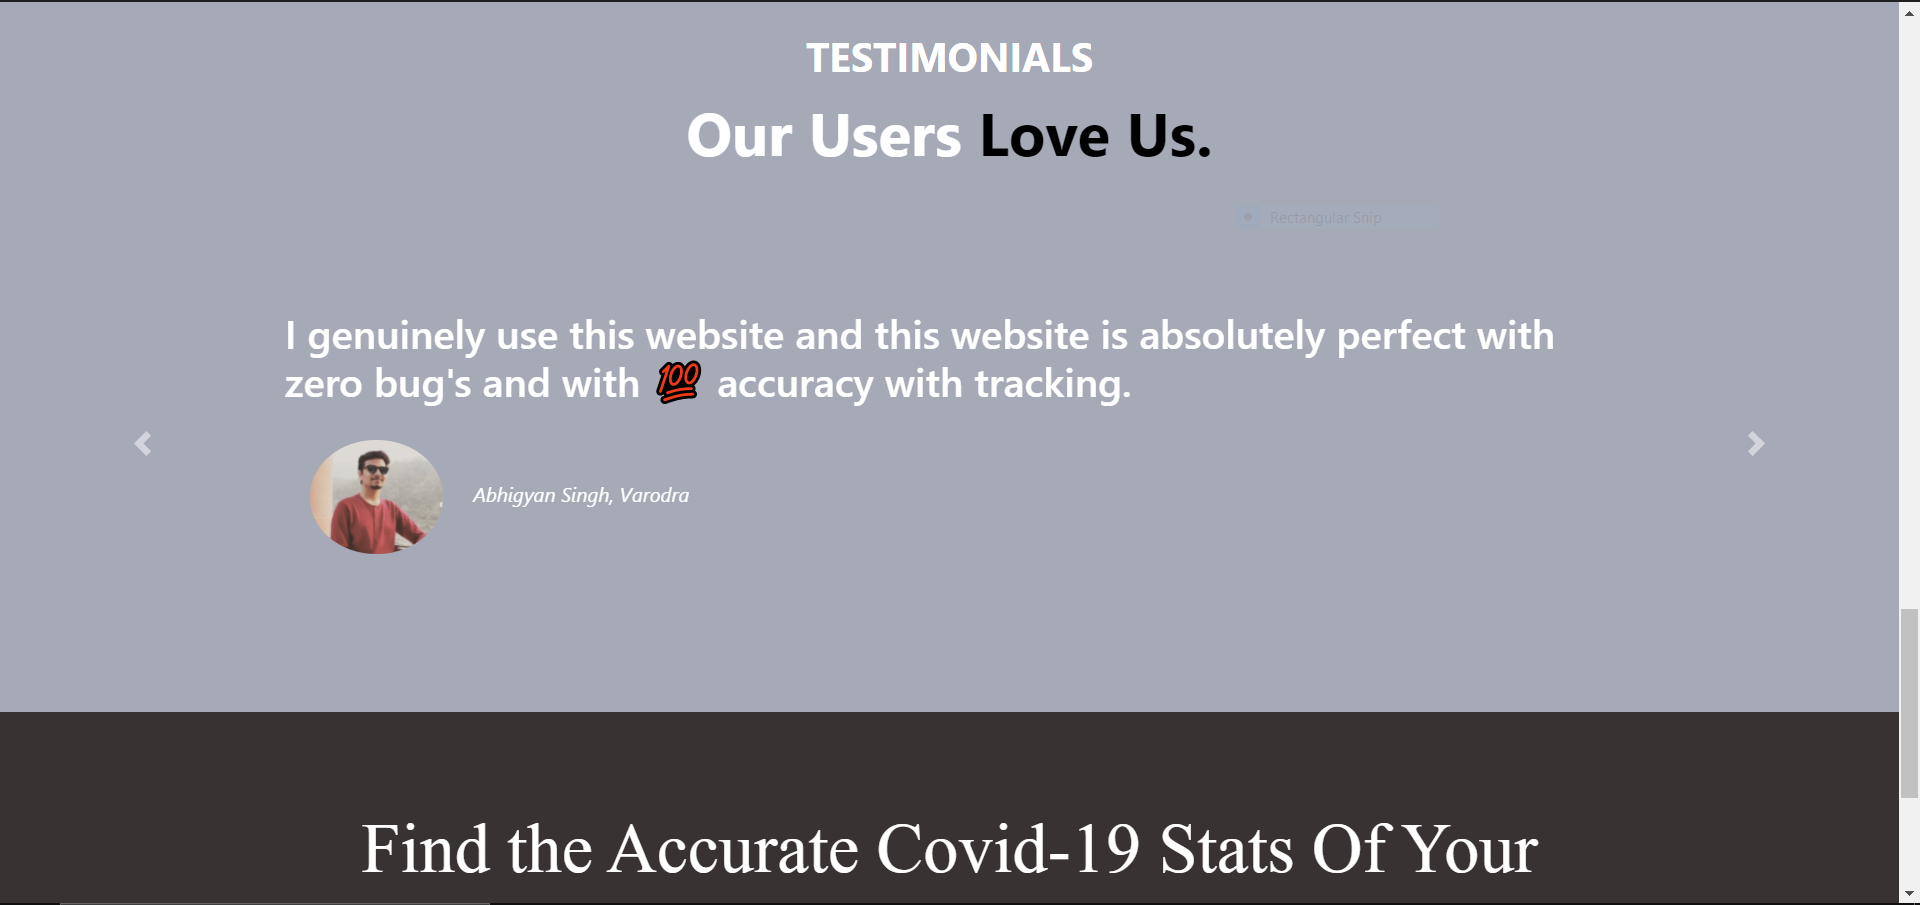 TESTIMONIALS
Our Users Love Us.
Rectangular Snip
I genuinely use this website and this website is absolutely perfect with
zero bug's and with 💯 accuracy with tracking.
Abhigyan Singh, Varodra
Find the Accurate Covid-19 Stats Of Your